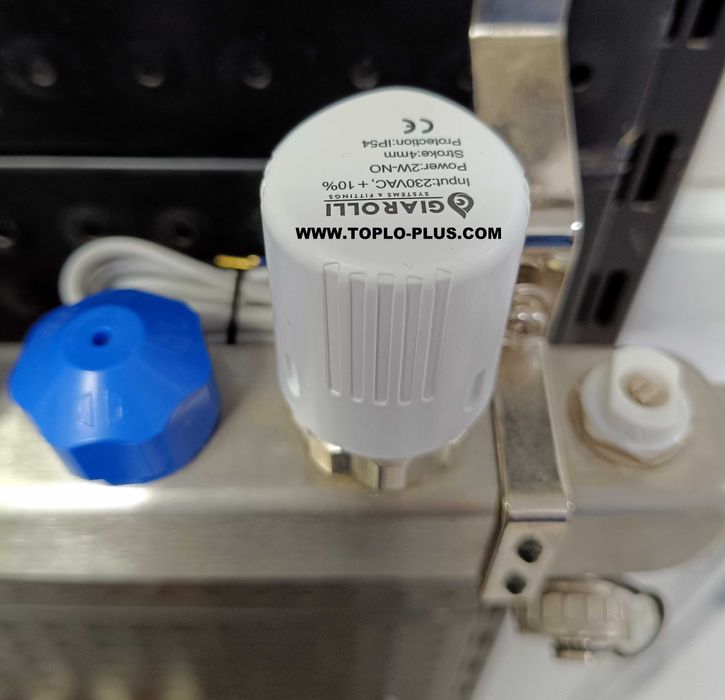 GIAROLLI
SYSTEMS & FITTINGS
Input:230VAC, +10%
Power:2W-NO
Stroke:4mm
Protection:IP54
CE
WWW.TOPLO-PLUS.COM